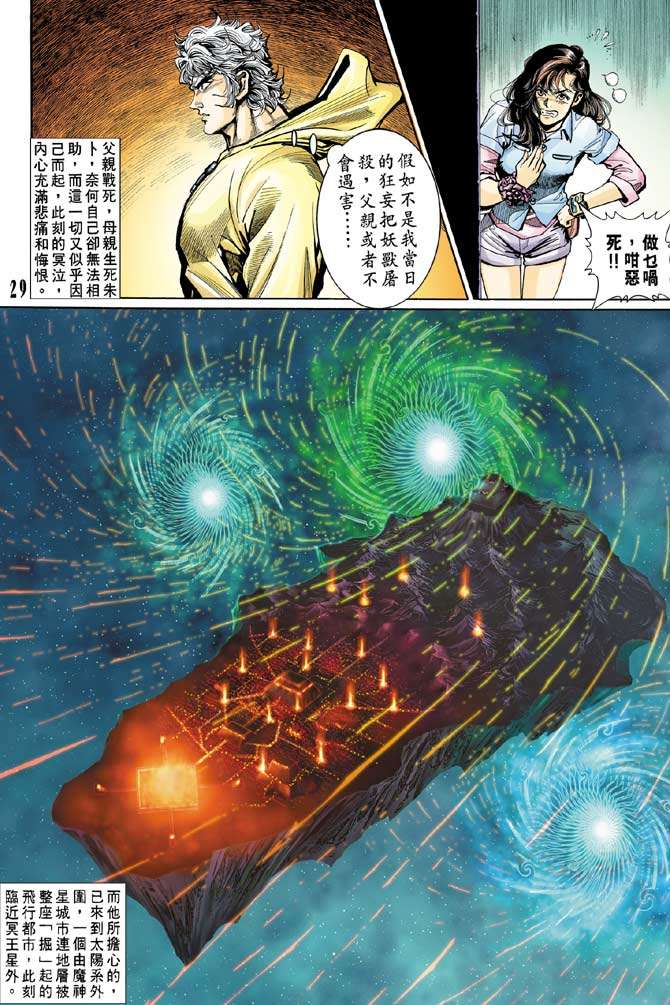 做乜喎
，咁惡
死!!
假如不是我當日
的狂妄把妖獸屠
殺，父親或者不
會遇害……
父親戰死，母親生死未
卜，奈何自己卻無法相
助，而這一切又似乎因
己而起，此刻的冥泣，
內心充滿悲痛和悔恨。
29
而他所擔心的，
已來到太陽系外
圍，一個由魔神
星城市連地層被
整座「掘」起的
飛行都市，此刻
臨近冥王星外。